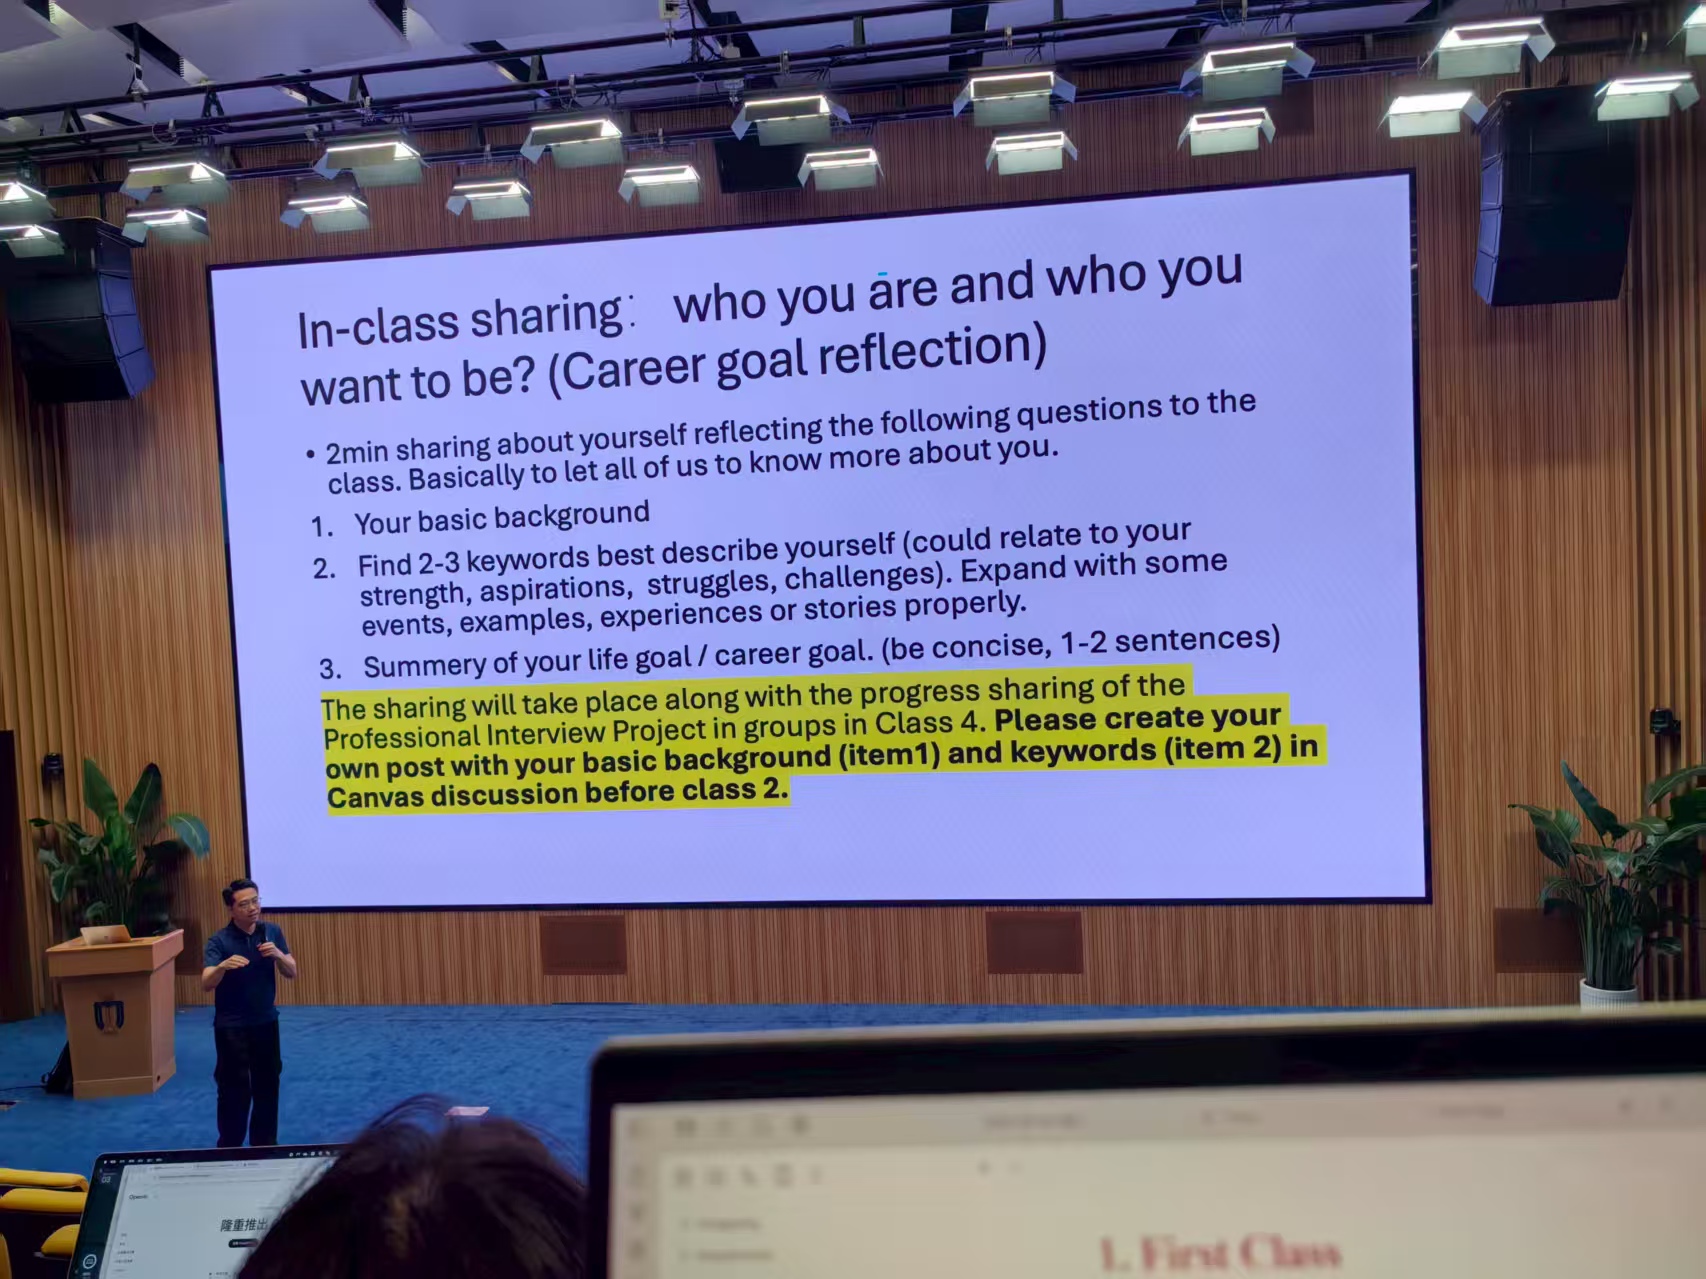 In-class sharing： who you are and who you
want to be? (Career goal reflection)
• 2min sharing about yourself reflecting the following questions to the
class. Basically to let all of us to know more about you.
1. Your basic background
2. Find 2-3 keywords best describe yourself (could relate to your
strength, aspirations, struggles, challenges). Expand with some
events, examples, experiences or stories properly.
3. Summery of your life goal / career goal. (be concise, 1-2 sentences)
The sharing will take place along with the progress sharing of the
Professional Interview Project in groups in Class 4. Please create your
own post with your basic background (item1) and keywords (item 2) in
Canvas discussion before class 2.
OpenAI
隆重推出
1. First Class